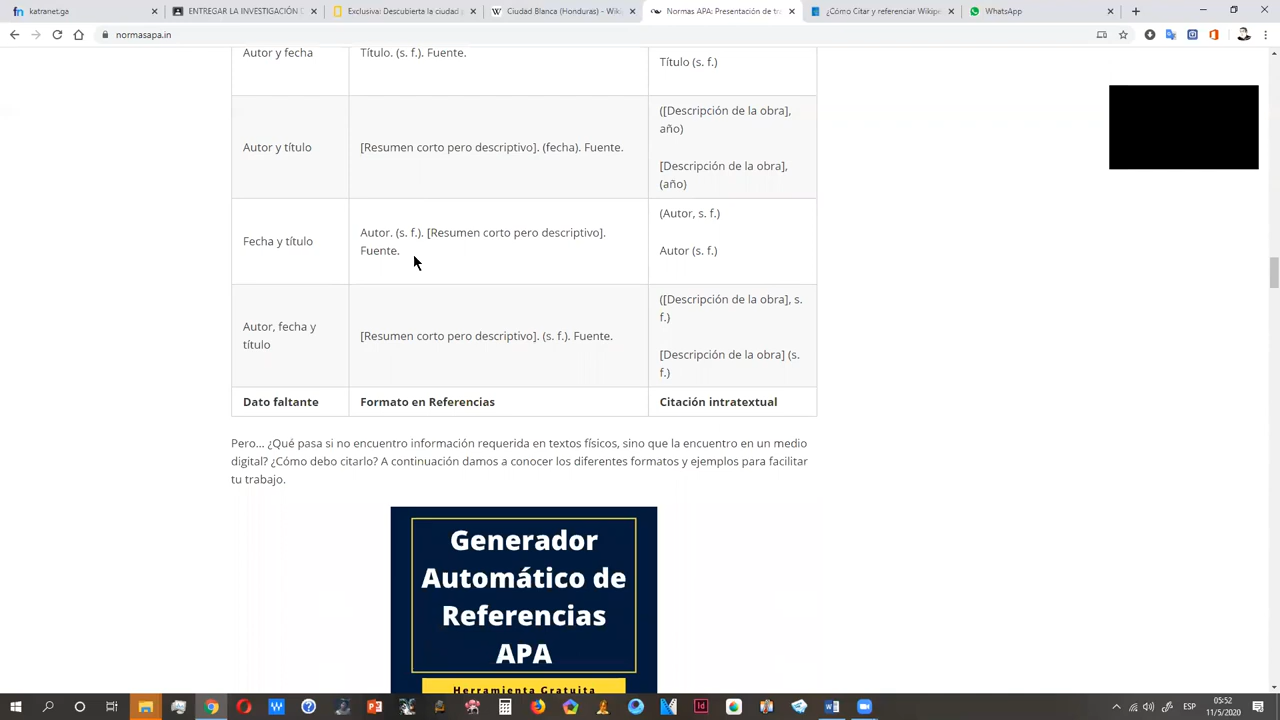 katranet.ge
ENTREGAR LA INVESTIGACIÓN D
Exclusiva: Descubierta la ciudad
Ciudad Blanca (Honduras) - Wiki
Normas APA: Presentación de tr
¿Cómo Citar y referenciar Wikipe
WhatsApp
normasapa.in
Autor y fecha
Título. (s. f.). Fuente.
Título (s. f.)
Autor y título
[Resumen corto pero descriptivo]. (fecha). Fuente.
([Descripción de la obra],
año)
[Descripción de la obra],
(año)
Fecha y título
Autor. (s. f.). [Resumen corto pero descriptivo].
Fuente.
(Autor, s. f.)
Autor (s. f.)
Autor, fecha y
título
[Resumen corto pero descriptivo]. (s. f.). Fuente.
([Descripción de la obra], s.
f.)
[Descripción de la obra] (s.
f.)
Dato faltante
Formato en Referencias
Citación intratextual
Pero... ¿Qué pasa si no encuentro información requerida en textos físicos, sino que la encuentro en un medio
digital? ¿Cómo debo citarlo? A continuación damos a conocer los diferentes formatos y ejemplos para facilitar
tu trabajo.
Generador
Automático de
Referencias
APA
Herramienta Gratuita
ESP
05:52
11/5/2020